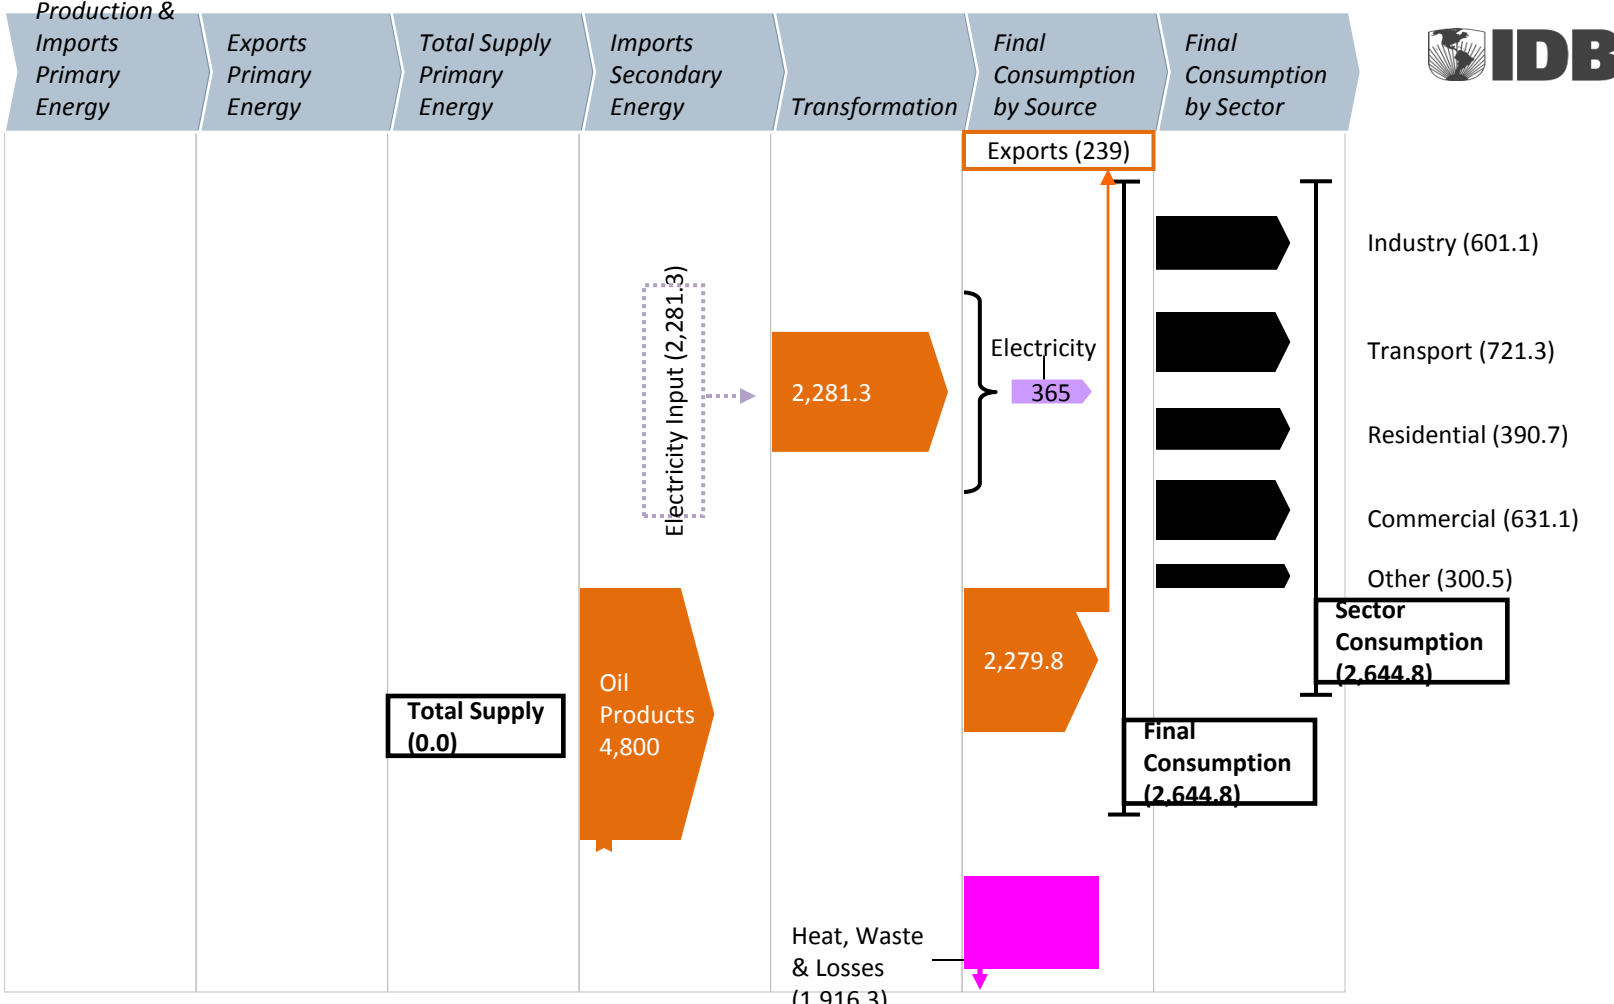 Production &
Imports
Primary
Energy
Exports
Primary
Energy
Total Supply
Primary
Energy
Imports
Secondary
Energy
Transformation
Final
Consumption
by Source
Final
Consumption
by Sector
IDB
Exports (239)
Industry (601.1)
Electricity Input (2,281.3)
Transport (721.3)
Electricity
2,281.3
365
Residential (390.7)
Commercial (631.1)
Other (300.5)
Sector
Consumption
(2,644.8)
2,279.8
Oil
Products
4,800
Total Supply
(0.0)
Final
Consumption
(2,644.8)
Heat, Waste
& Losses
(1,916.3)